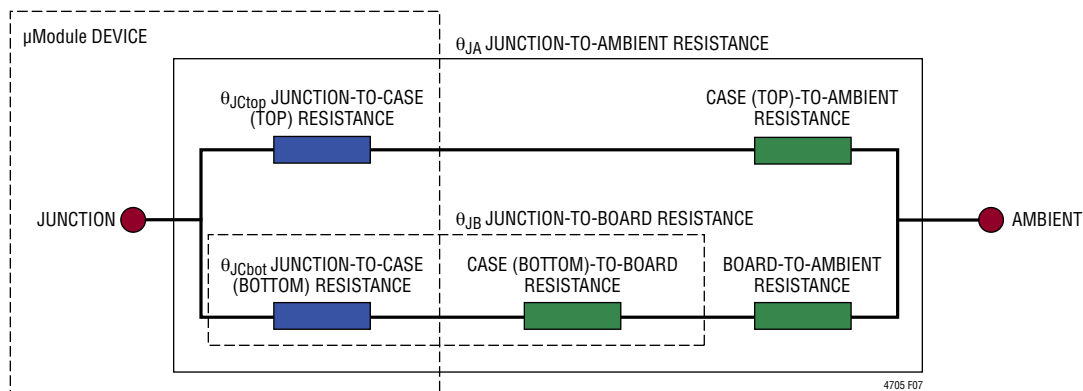 µModule DEVICE
θJA JUNCTION-TO-AMBIENT RESISTANCE
θJCtop JUNCTION-TO-CASE
(TOP) RESISTANCE
CASE (TOP)-TO-AMBIENT
RESISTANCE
JUNCTION
θJB JUNCTION-TO-BOARD RESISTANCE
AMBIENT
θJCbot JUNCTION-TO-CASE
(BOTTOM) RESISTANCE
CASE (BOTTOM)-TO-BOARD
RESISTANCE
BOARD-TO-AMBIENT
RESISTANCE
4705 F07